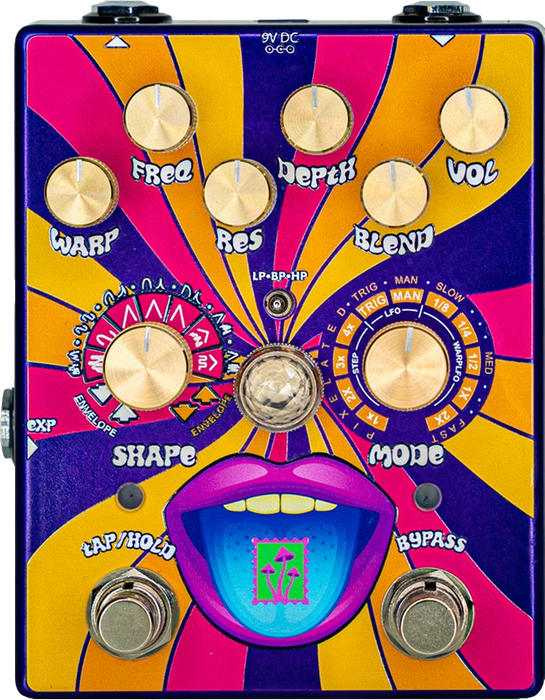 9V DC
FREQ
DEPTH
VOL
WARP
RES
BLEND
LP•BP•HP
PIXELATED • TRIG • MAN • SLOW • MED • FAST
1x 2x 3x 4x TRIG MAN 1/8 1/4 1/2 1x 2x
STEP LFO WARPLFO
ENVELOPE
ENVELOPE
EXP
SHAPE
MODE
TAP/HOLD
BYPASS